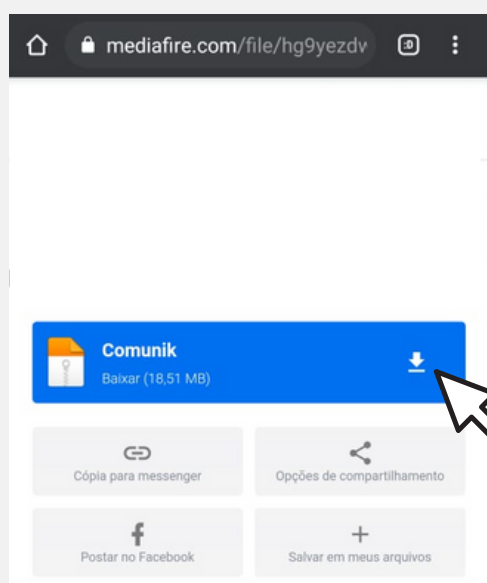 mediafire.com/file/hg9yezdv
:D
Comunik
Baixar (18,51 MB)
Cópia para messenger
Opções de compartilhamento
Postar no Facebook
Salvar em meus arquivos